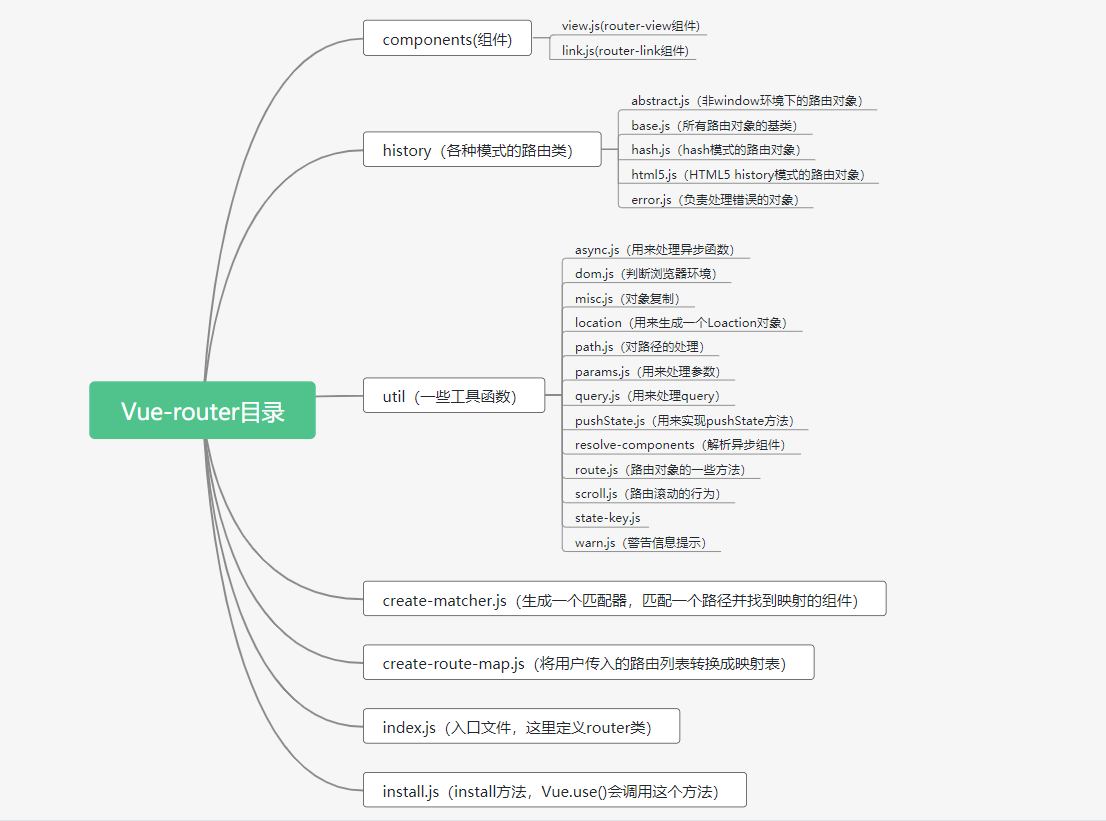 Vue-router目录
components(组件)
view.js(router-view组件)
link.js(router-link组件)
history（各种模式的路由类）
abstract.js（非window环境下的路由对象）
base.js（所有路由对象的基类）
hash.js（hash模式的路由对象）
html5.js（HTML5 history模式的路由对象）
error.js（负责处理错误的对象）
util（一些工具函数）
async.js（用来处理异步函数）
dom.js（判断浏览器环境）
misc.js（对象复制）
location（用来生成一个Loaction对象）
path.js（对路径的处理）
params.js（用来处理参数）
query.js（用来处理query）
pushState.js（用来实现pushState方法）
resolve-components（解析异步组件）
route.js（路由对象的一些方法）
scroll.js（路由滚动的行为）
state-key.js
warn.js（警告信息提示）
create-matcher.js（生成一个匹配器，匹配一个路径并找到映射的组件）
create-route-map.js（将用户传入的路由列表转换成映射表）
index.js（入口文件，这里定义router类）
install.js（install方法，Vue.use()会调用这个方法）